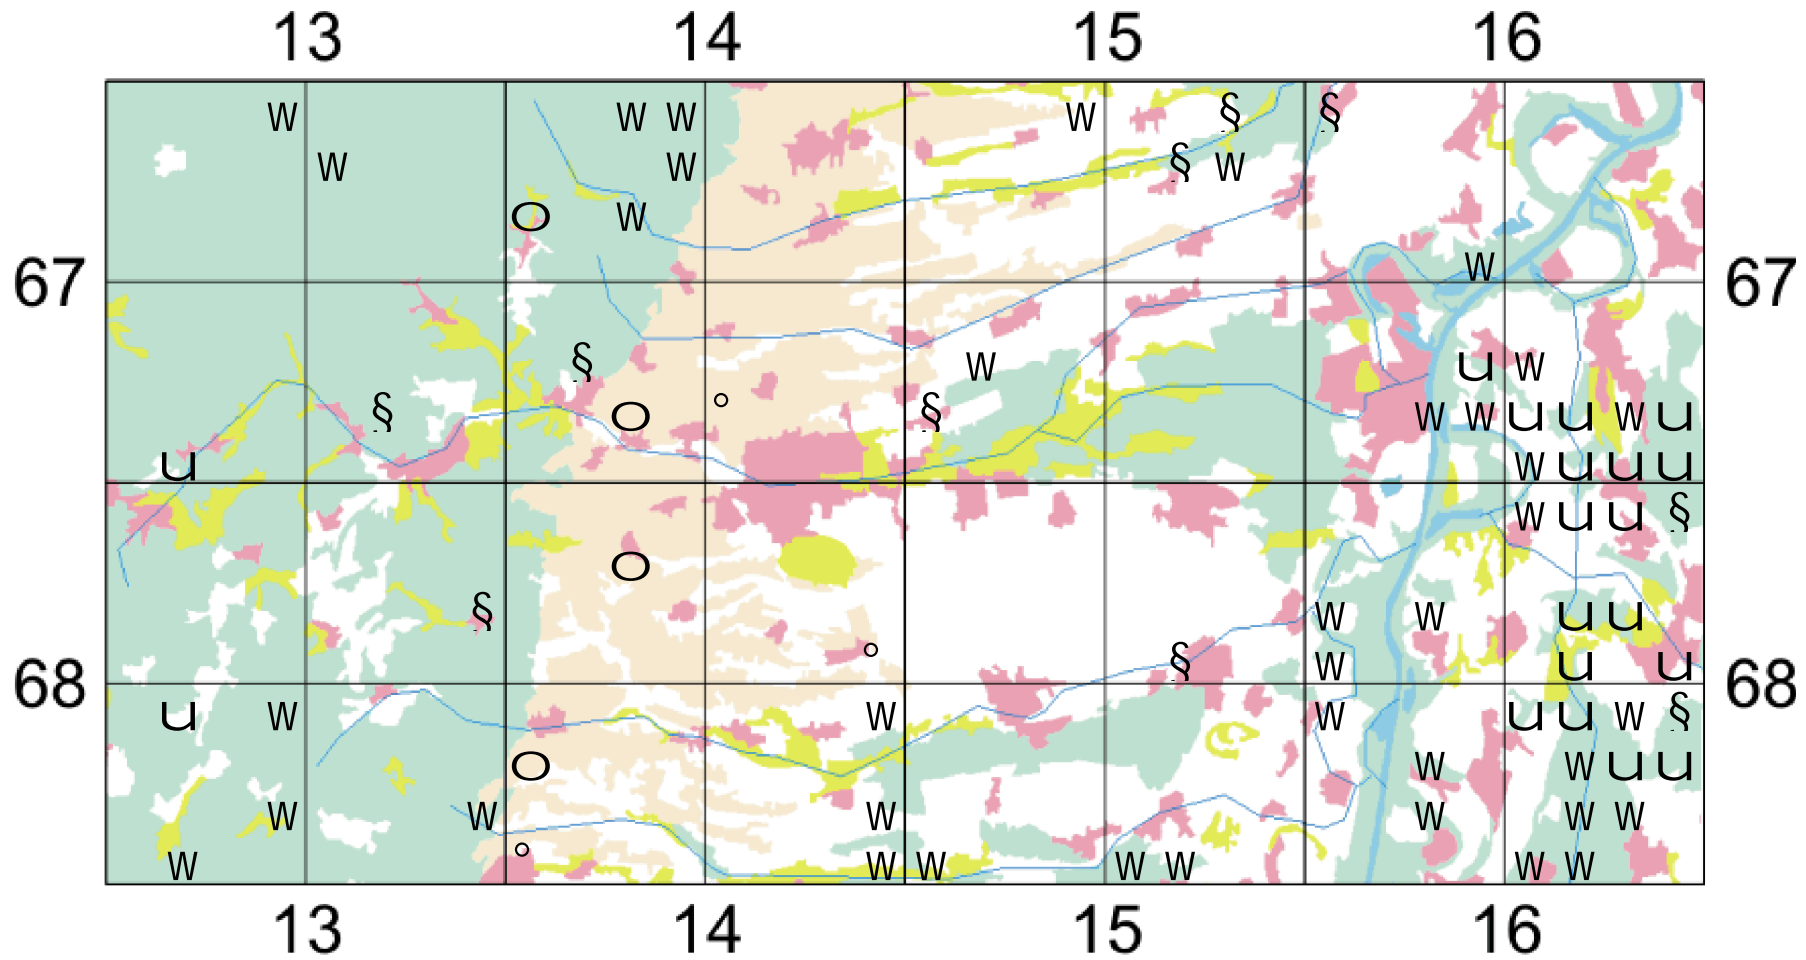 13 14 15 16
W W W W § §
W W § W
O W
67 W 67
§ W u W
§ O ° § W W u u W u
u W u u u
W u u §
O
§ W W u u
° § W u u
68 68
u W W W u u W §
O W W u u
W W W W W W
° W W W W W W W
13 14 15 16